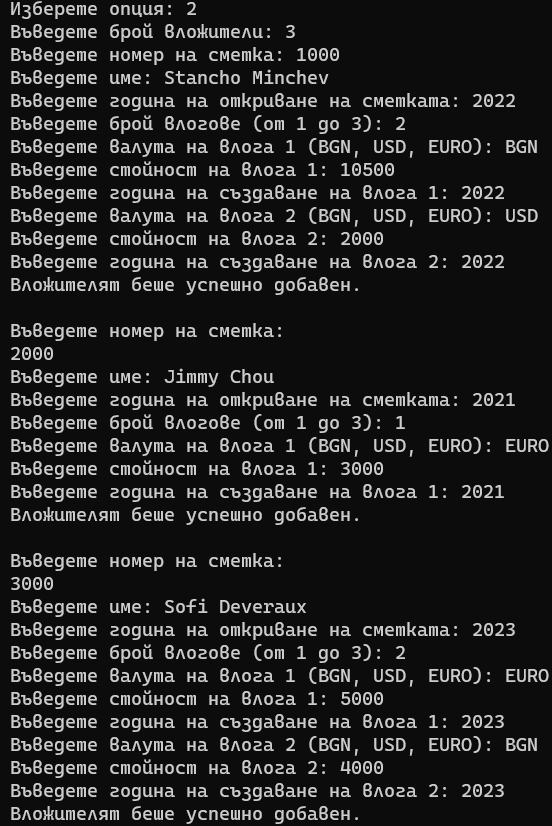 Изберете опция: 2
Въведете брой вложители: 3
Въведете номер на сметка: 1000
Въведете име: Stancho Minchev
Въведете година на откриване на сметката: 2022
Въведете брой влогове (от 1 до 3): 2
Въведете валута на влога 1 (BGN, USD, EURO): BGN
Въведете стойност на влога 1: 10500
Въведете година на създаване на влога 1: 2022
Въведете валута на влога 2 (BGN, USD, EURO): USD
Въведете стойност на влога 2: 2000
Въведете година на създаване на влога 2: 2022
Вложителят беше успешно добавен.

Въведете номер на сметка:
2000
Въведете име: Jimmy Chou
Въведете година на откриване на сметката: 2021
Въведете брой влогове (от 1 до 3): 1
Въведете валута на влога 1 (BGN, USD, EURO): EURO
Въведете стойност на влога 1: 3000
Въведете година на създаване на влога 1: 2021
Вложителят беше успешно добавен.

Въведете номер на сметка:
3000
Въведете име: Sofi Deveraux
Въведете година на откриване на сметката: 2023
Въведете брой влогове (от 1 до 3): 2
Въведете валута на влога 1 (BGN, USD, EURO): EURO
Въведете стойност на влога 1: 5000
Въведете година на създаване на влога 1: 2023
Въведете валута на влога 2 (BGN, USD, EURO): BGN
Въведете стойност на влога 2: 4000
Въведете година на създаване на влога 2: 2023
Вложителят беше успешно добавен.